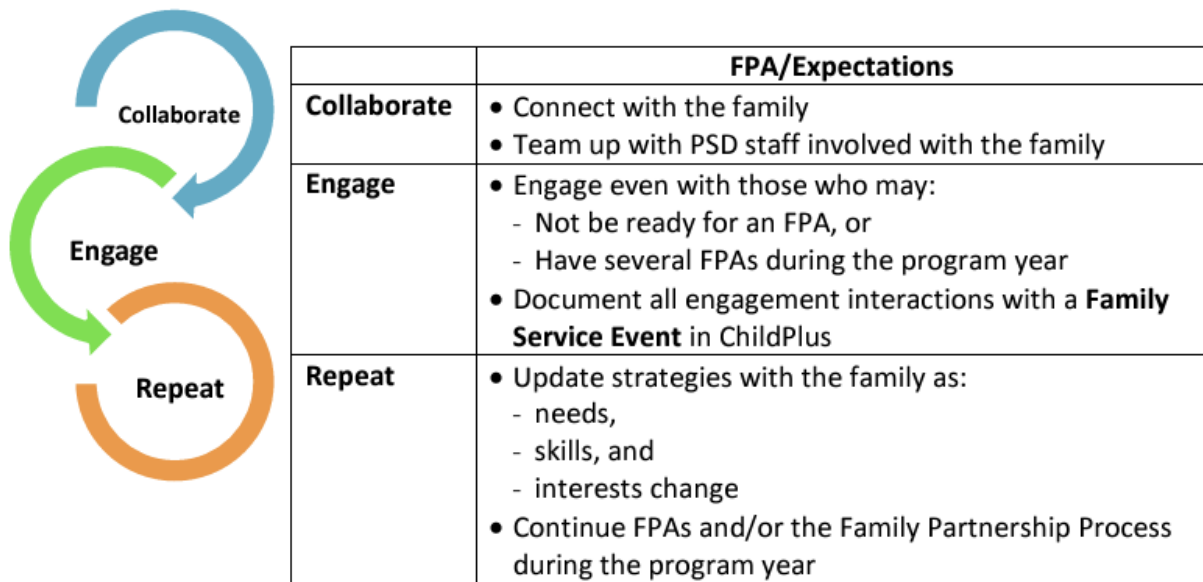 Collaborate
Engage
Repeat
FPA/Expectations
Collaborate
• Connect with the family
• Team up with PSD staff involved with the family
Engage
• Engage even with those who may:
- Not be ready for an FPA, or
- Have several FPAs during the program year
• Document all engagement interactions with a Family
Service Event in ChildPlus
Repeat
• Update strategies with the family as:
- needs,
- skills, and
- interests change
• Continue FPAs and/or the Family Partnership Process
during the program year